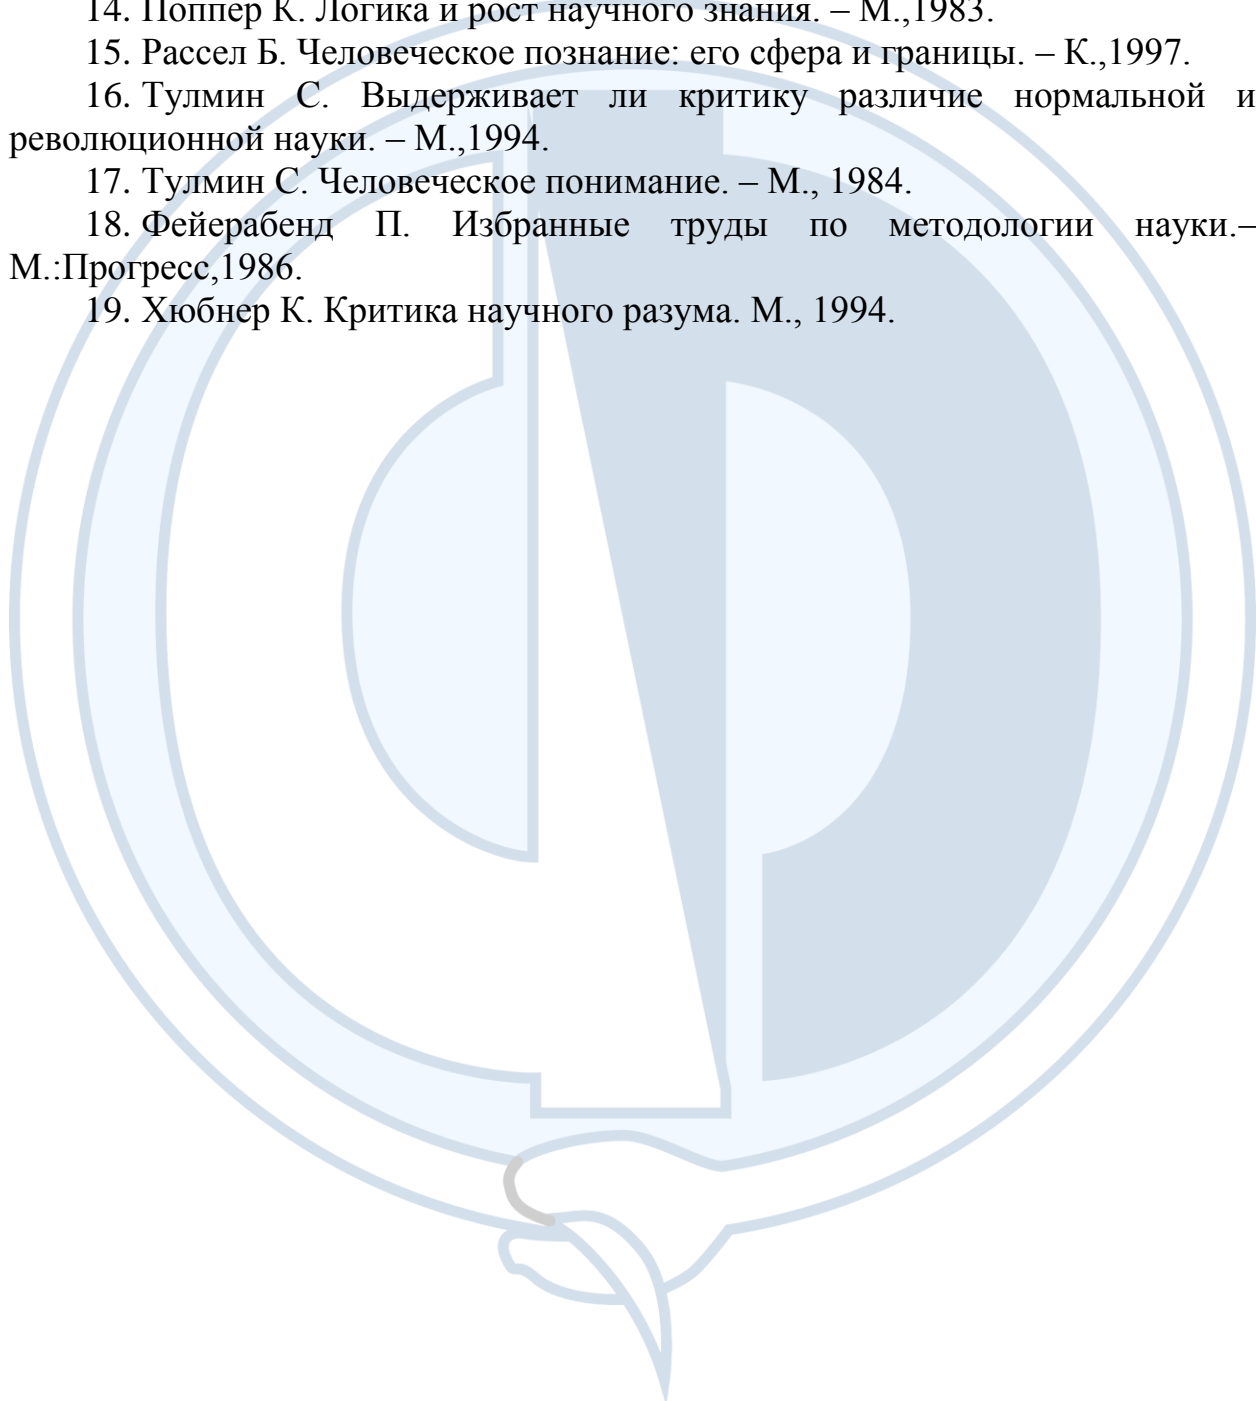 14. Поппер К. Логика и рост научного знания. – М.,1983.
15. Рассел Б. Человеческое познание: его сфера и границы. – К.,1997.
16. Тулмин С. Выдерживает ли критику различие нормальной и
революционной науки. – М.,1994.
17. Тулмин С. Человеческое понимание. – М., 1984.
18. Фейерабенд П. Избранные труды по методологии науки.–
М.:Прогресс,1986.
19. Хюбнер К. Критика научного разума. М., 1994.